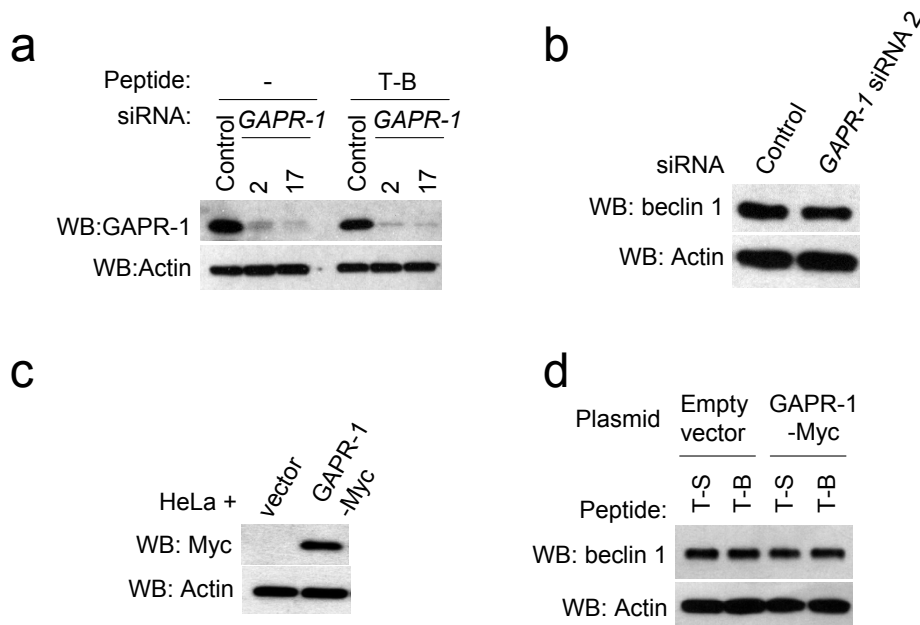 a
Peptide: - T-B
siRNA: GAPR-1 GAPR-1
Control 2 17 Control 2 17
WB:GAPR-1
WB:Actin
b
siRNA Control GAPR-1 siRNA 2
WB: beclin 1
WB: Actin
c
HeLa + vector GAPR-1
-Myc
WB: Myc
WB: Actin
d
Plasmid Empty GAPR-1
vector -Myc
Peptide: T-S T-B T-S T-B
WB: beclin 1
WB: Actin